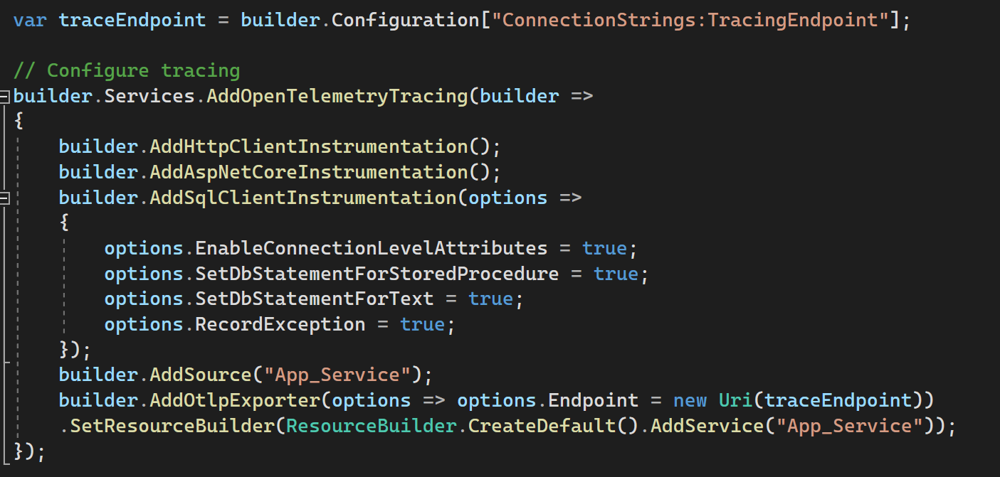 var traceEndpoint = builder.Configuration["ConnectionStrings:TracingEndpoint"];

// Configure tracing
builder.Services.AddOpenTelemetryTracing(builder =>
{
    builder.AddHttpClientInstrumentation();
    builder.AddAspNetCoreInstrumentation();
    builder.AddSqlClientInstrumentation(options =>
    {
        options.EnableConnectionLevelAttributes = true;
        options.SetDbStatementForStoredProcedure = true;
        options.SetDbStatementForText = true;
        options.RecordException = true;
    });
    builder.AddSource("App_Service");
    builder.AddOtlpExporter(options => options.Endpoint = new Uri(traceEndpoint))
    .SetResourceBuilder(ResourceBuilder.CreateDefault().AddService("App_Service"));
});